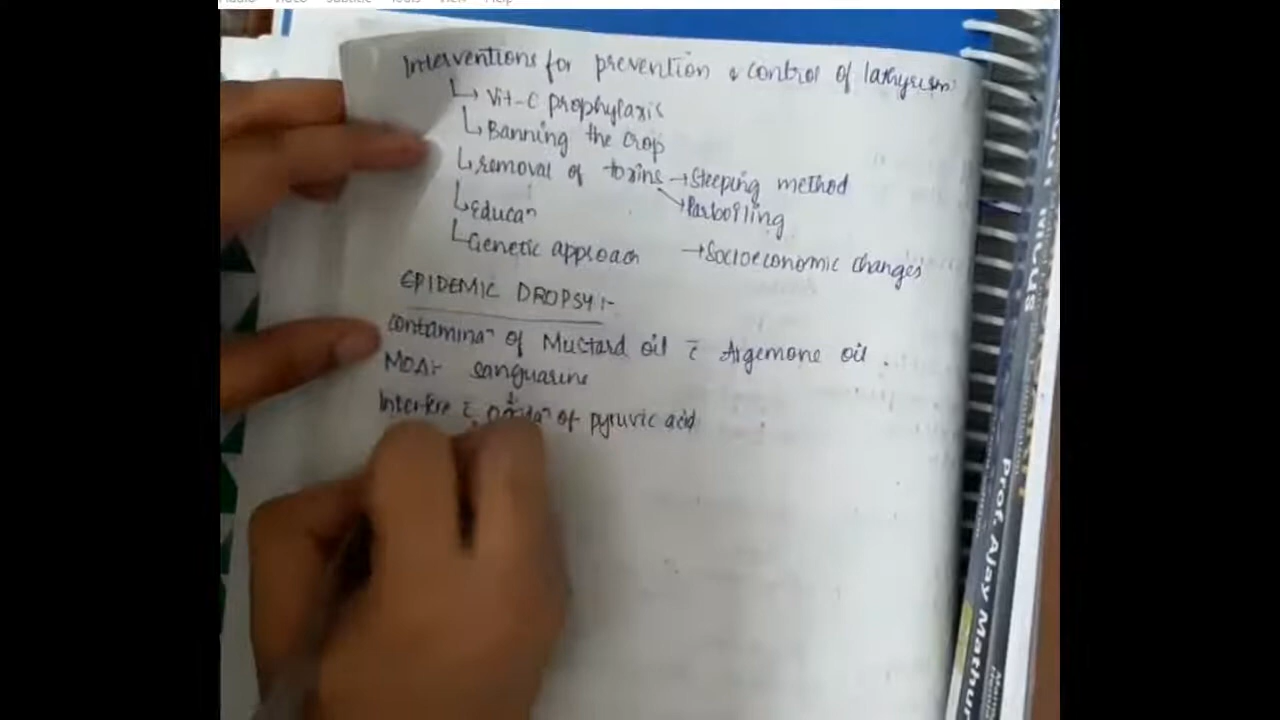 Interventions for prevention & control of lathyrism:
↳ Vit-C prophylaxis
↳ Banning the crop
↳ removal of toxins → Steeping method
→ Parboiling
↳ Educaⁿ
↳ Genetic approach → Socioeconomic changes
EPIDEMIC DROPSY :-
Contaminaⁿ of Mustard oil c̄ Argemone oil.
MOA:- Sanguarine
↓
Interfere c̄ oxidaⁿ of pyruvic acid
Prof. Ajay Mathur